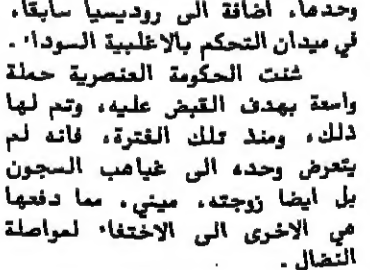 وحدها، اضافة الى روديسيا سابقا،
في ميدان التحكم بالاغلبية السوداء.
شنت الحكومة العنصرية حملة
واسعة بهدف القبض عليه، وتم لها
ذلك، ومنذ تلك الفترة، فانه لم
يتعرض وحده الى غياهب السجون
بل ايضا زوجته، ميني، مما دفعها
هي الاخرى الى الاختفاء لمواصلة
النضال.